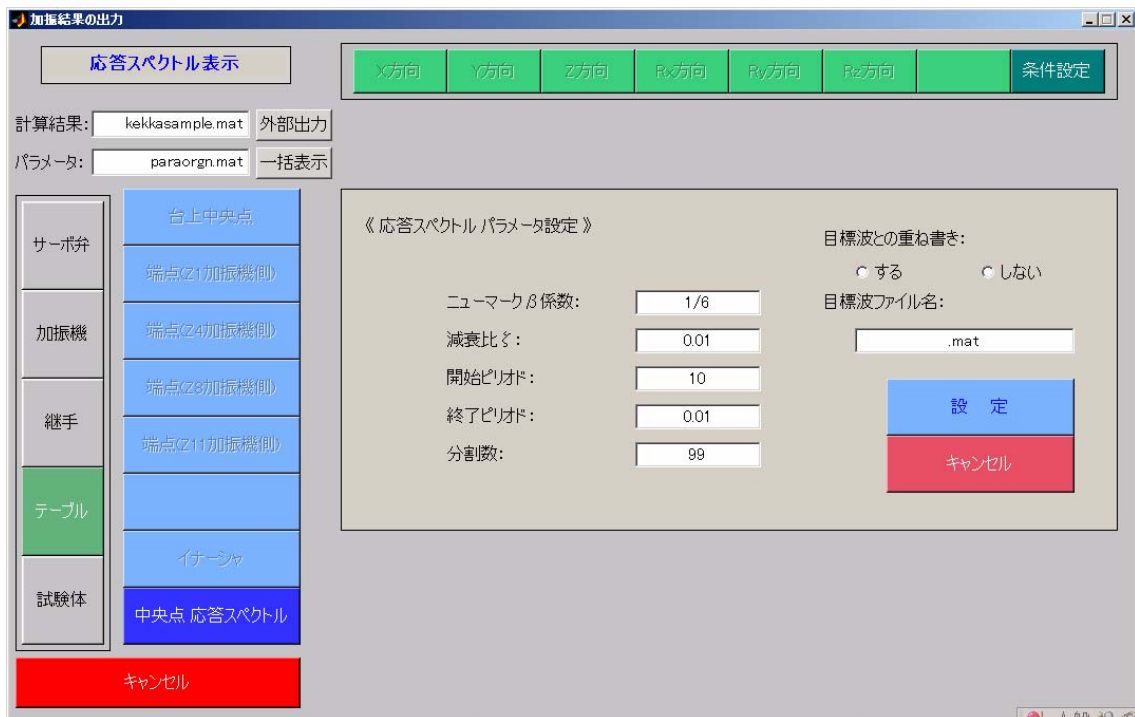 加振結果の出力
応答スペクトル表示
X方向 Y方向 Z方向 Rx方向 Ry方向 Rz方向 条件設定
計算結果: kekkasample.mat 外部出力
パラメータ: paraorgn.mat 一括表示
サーボ弁
加振機
継手
テーブル
試験体
台上中央点
端点(Z1加振機側)
端点(Z4加振機側)
端点(Z8加振機側)
端点(Z11加振機側)
イナーシャ
中央点 応答スペクトル
キャンセル
《 応答スペクトル パラメータ設定 》
ニューマークβ係数: 1/6
減衰比ζ: 0.01
開始ピリオド: 10
終了ピリオド: 0.01
分割数: 99
目標波との重ね書き:
する しない
目標波ファイル名:
.mat
設 定
キャンセル